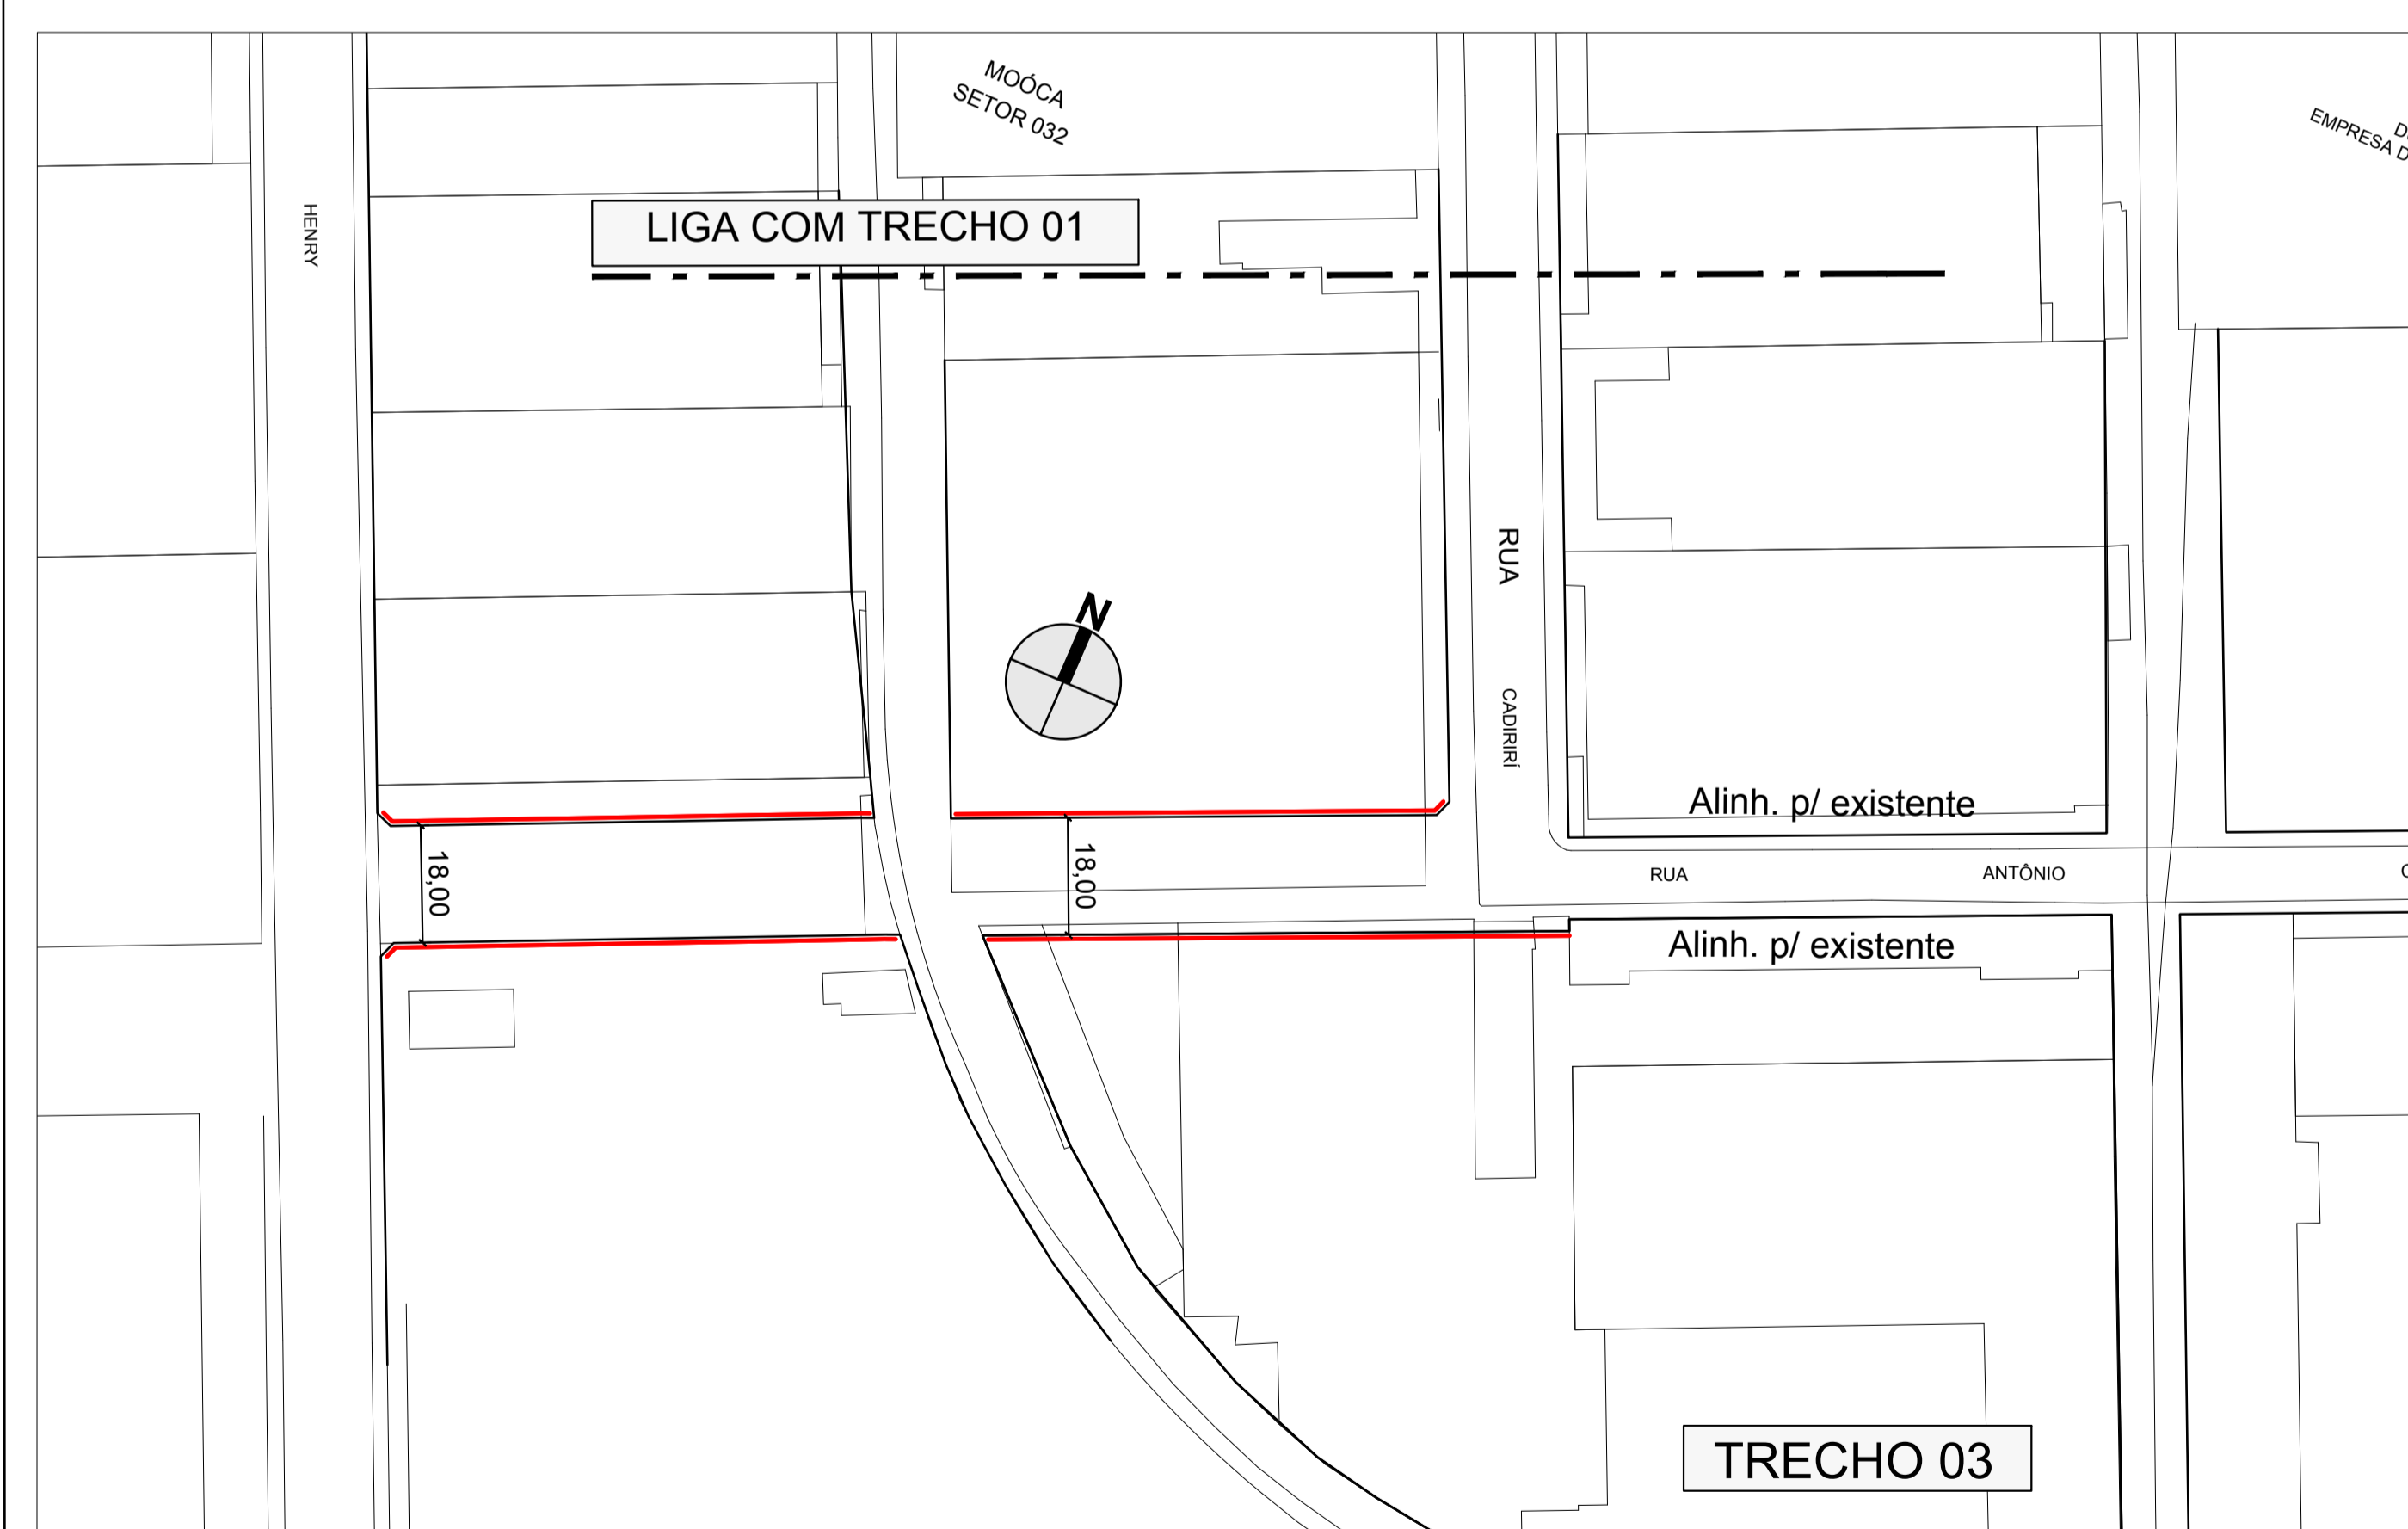 MOÓCA
SETOR 032
EMPRESA
HENRY
LIGA COM TRECHO 01
RUA
N
CADIRIRÍ
Alinh. p/ existente
18,00
18,00
RUA ANTÔNIO
Alinh. p/ existente
TRECHO 03